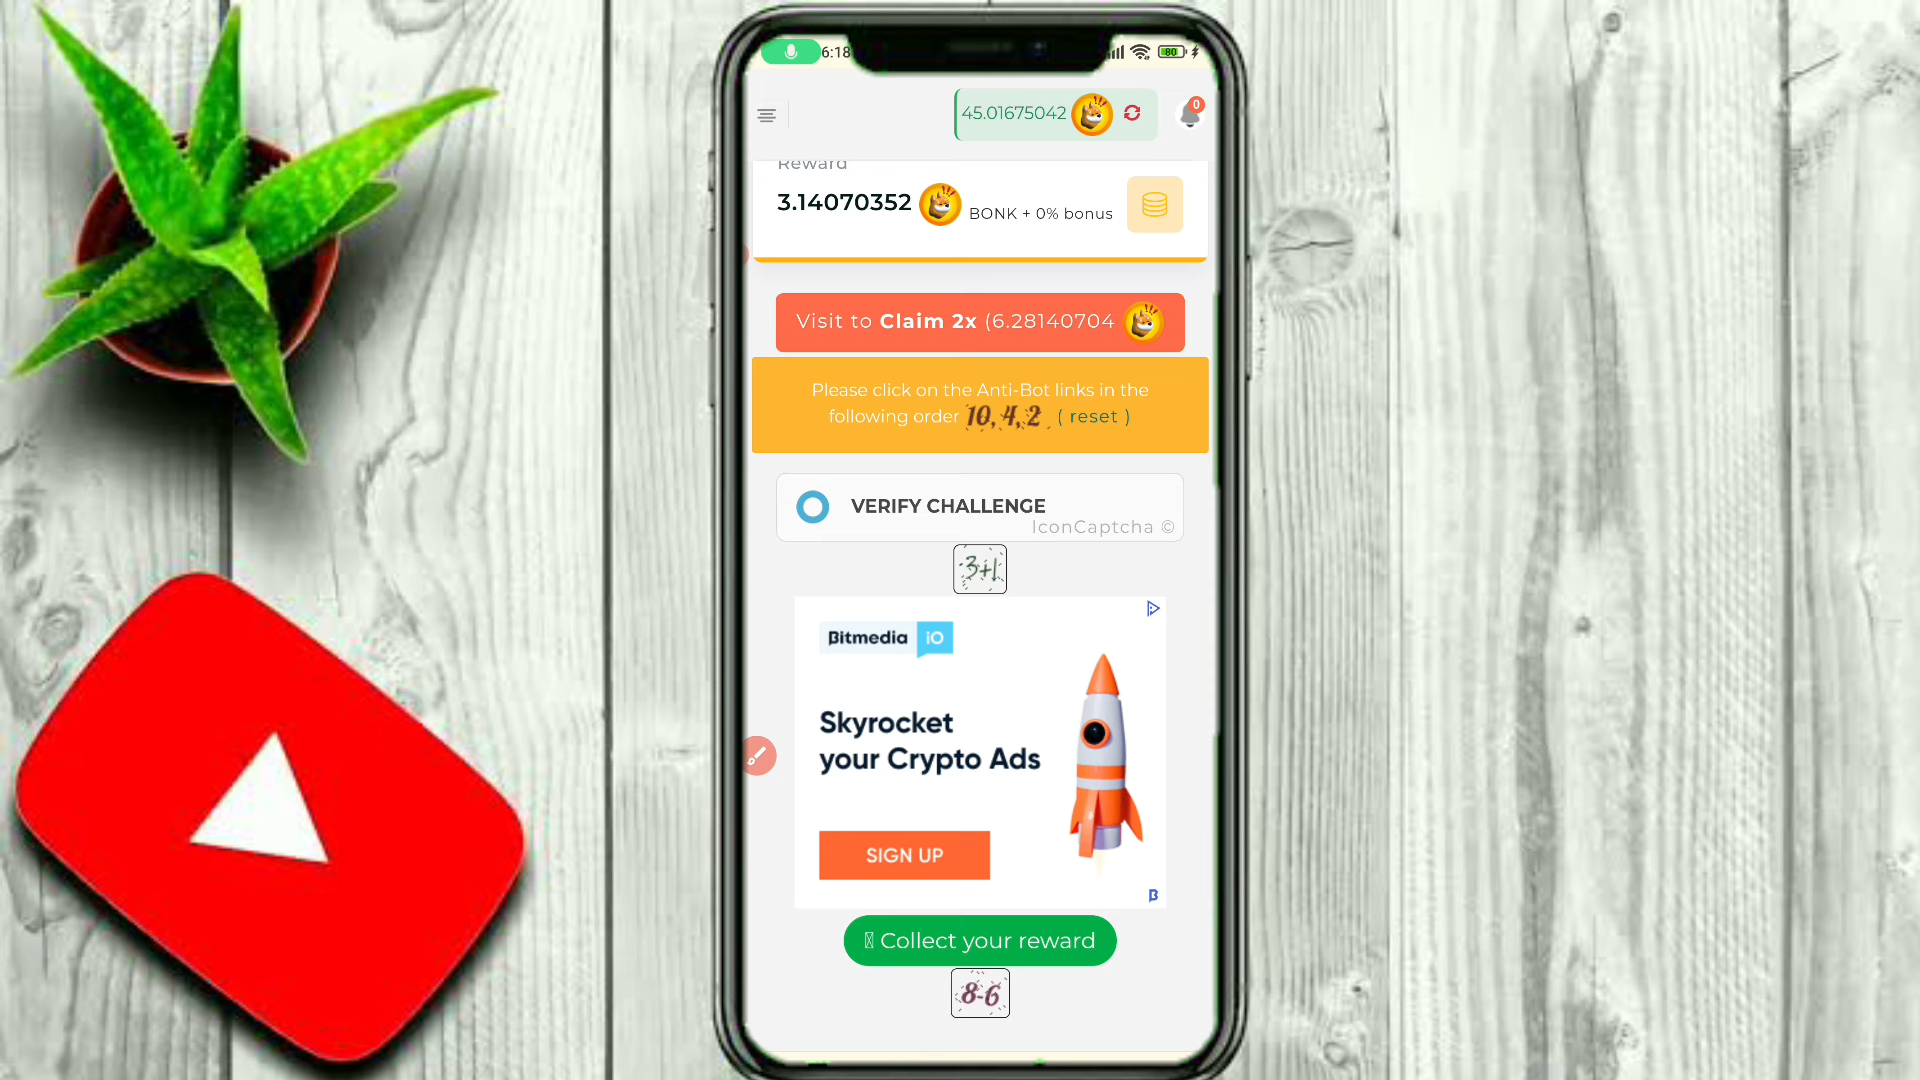 6:18
80
45.01675042
0
Reward
3.14070352 BONK + 0% bonus
Visit to Claim 2x (6.28140704
Please click on the Anti-Bot links in the
following order 10, 4, 2 ( reset )
VERIFY CHALLENGE
IconCaptcha ©
3+1
Bitmedia iO
Skyrocket
your Crypto Ads
SIGN UP
Collect your reward
8-6